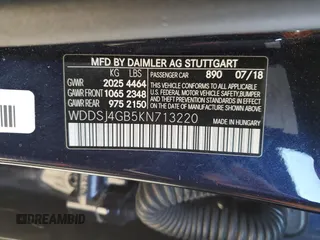 MFD BY DAIMLER AG STUTTGART
KG LBS PASSENGER CAR 890 07/18
GVWR 2025 4464
GAWR FRONT 1065 2348
GAWR REAR 975 2150
THIS VEHICLE CONFORMS TO ALL APPLICABLE
U.S. FEDERAL MOTOR VEHICLE SAFETY, BUMPER,
AND THEFT PREVENTION STANDARDS IN EFFECT
ON THE DATE OF MANUFACTURE SHOWN ABOVE.
WDDSJ4GB5KN713220
MADE IN HUNGARY
DREAMBID